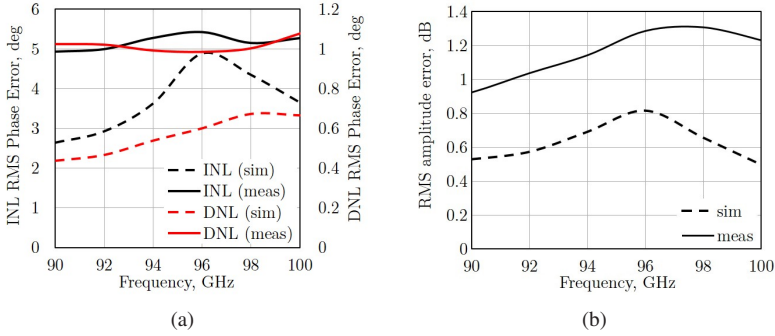 INL RMS Phase Error, deg
6
5
4
3
2
1
0
INL (sim)
INL (meas)
DNL (sim)
DNL (meas)
1.2
1
0.8
0.6
0.4
0.2
0
DNL RMS Phase Error, deg
90 92 94 96 98 100
Frequency, GHz
(a)
RMS amplitude error, dB
1.4
1.2
1
0.8
0.6
0.4
0.2
0
sim
meas
90 92 94 96 98 100
Frequency, GHz
(b)